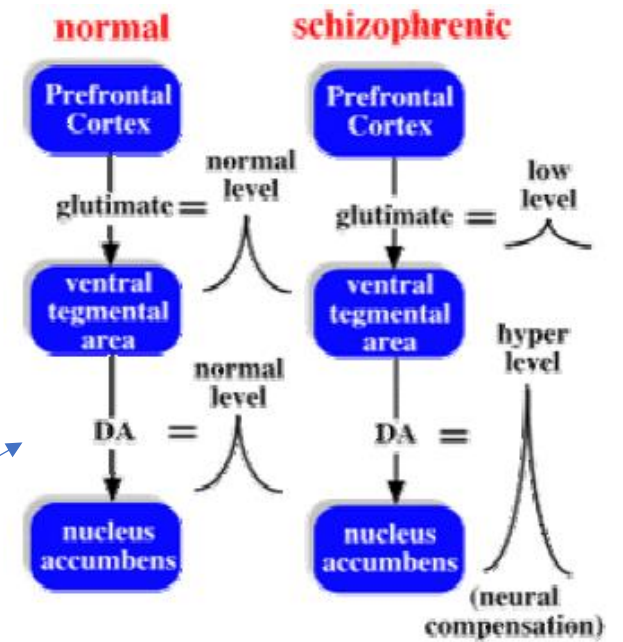 normal
Prefrontal
Cortex
glutimate =
normal
level
ventral
tegmental
area
DA =
normal
level
nucleus
accumbens
schizophrenic
Prefrontal
Cortex
glutimate =
low
level
ventral
tegmental
area
DA =
hyper
level
nucleus
accumbens
(neural
compensation)